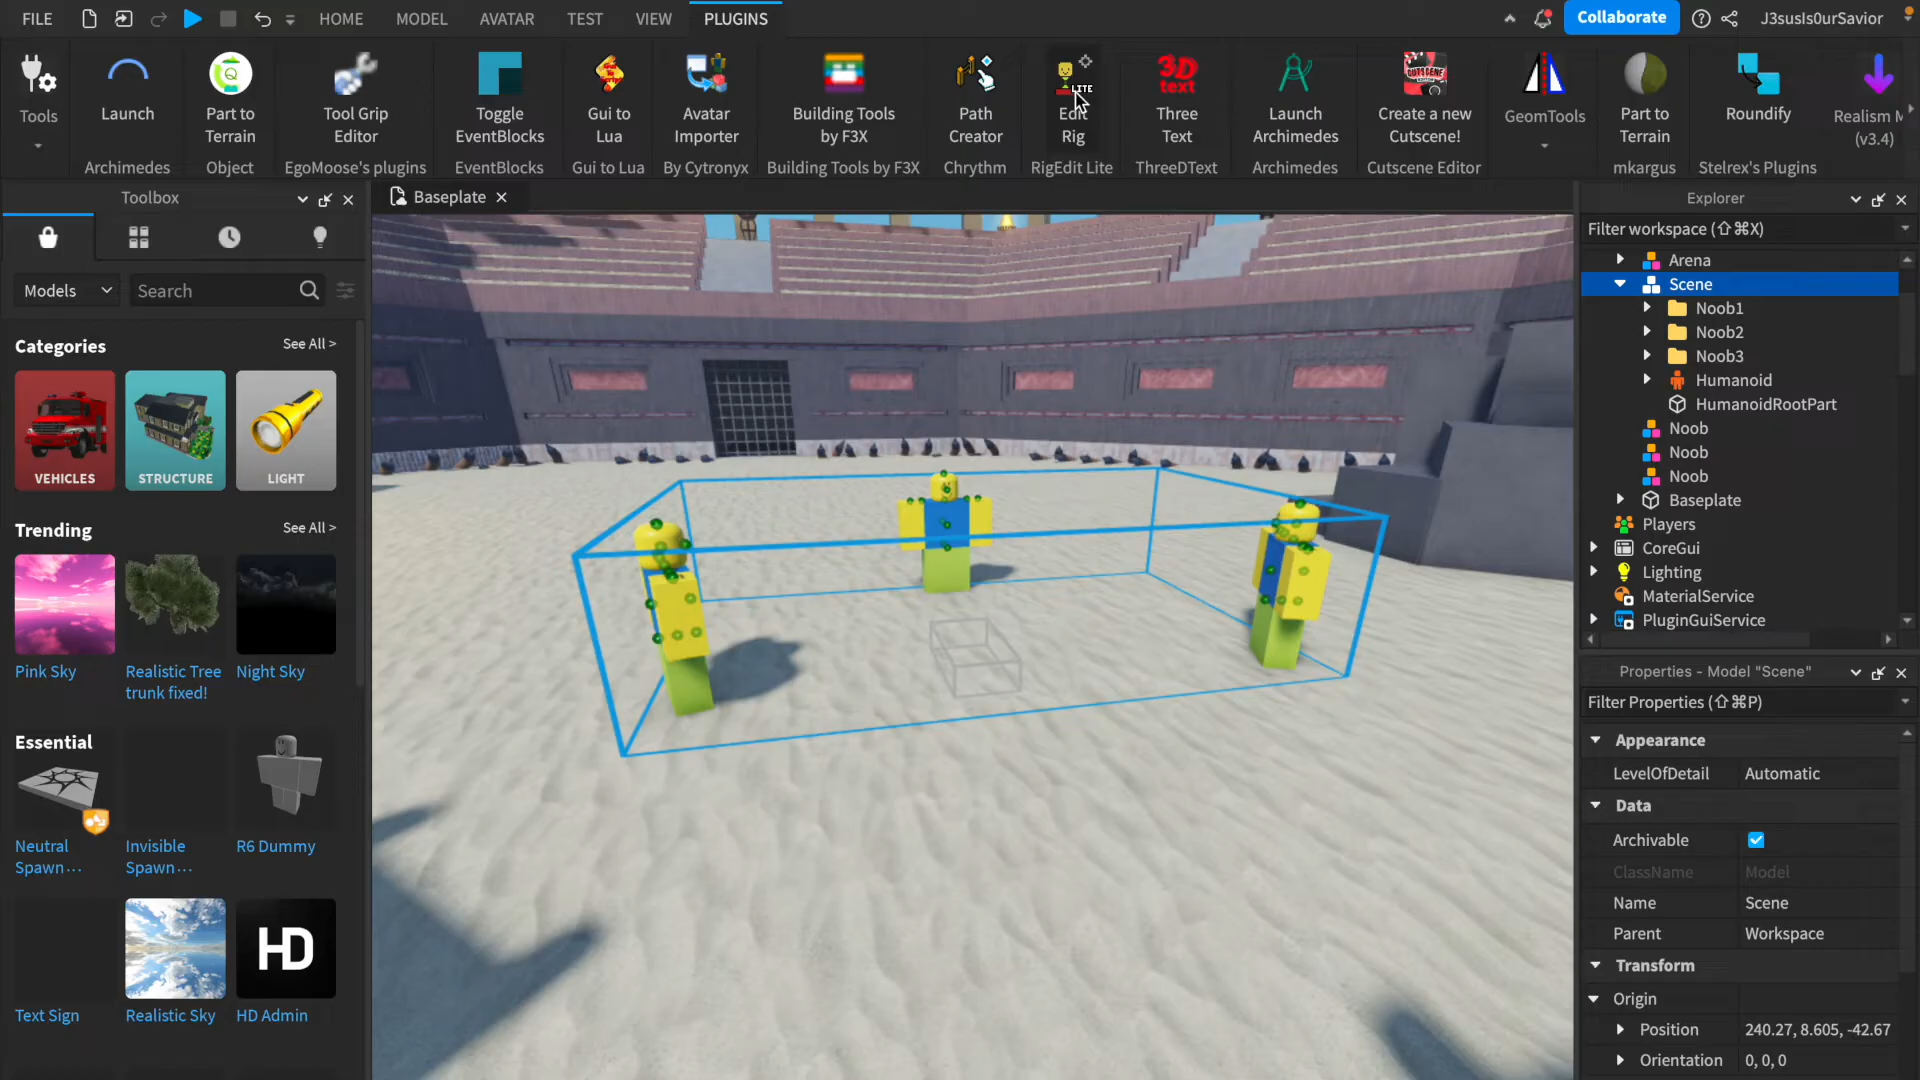 FILE
HOME
MODEL
AVATAR
TEST
VIEW
PLUGINS
Collaborate
J3susIs0urSavior
Tools
Launch
Archimedes
Part to
Terrain
Object
Tool Grip
Editor
EgoMoose's plugins
Toggle
EventBlocks
EventBlocks
Gui to
Lua
Gui to Lua
Avatar
Importer
By Cytronyx
Building Tools
by F3X
Building Tools by F3X
Path
Creator
Chrythm
LITE
Edit
Rig
RigEdit Lite
3D
text
Three
Text
ThreeDText
Launch
Archimedes
Archimedes
CUTSCENE
Create a new
Cutscene!
Cutscene Editor
GeomTools
Part to
Terrain
mkargus
Roundify
Stelrex's Plugins
Realism M
(v3.4)
Toolbox
Models
Search
Categories
See All >
VEHICLES
STRUCTURE
LIGHT
Trending
See All >
Pink Sky
Realistic Tree
trunk fixed!
Night Sky
Essential
Neutral
Spawn...
Invisible
Spawn...
R6 Dummy
HD
Text Sign
Realistic Sky
HD Admin
Baseplate
Explorer
Filter workspace (⇧⌘X)
Arena
Scene
Noob1
Noob2
Noob3
Humanoid
HumanoidRootPart
Noob
Noob
Noob
Baseplate
Players
CoreGui
Lighting
MaterialService
PluginGuiService
Properties - Model "Scene"
Filter Properties (⇧⌘P)
Appearance
LevelOfDetail Automatic
Data
Archivable
ClassName Model
Name Scene
Parent Workspace
Transform
Origin
Position 240.27, 8.605, -42.67
Orientation 0, 0, 0